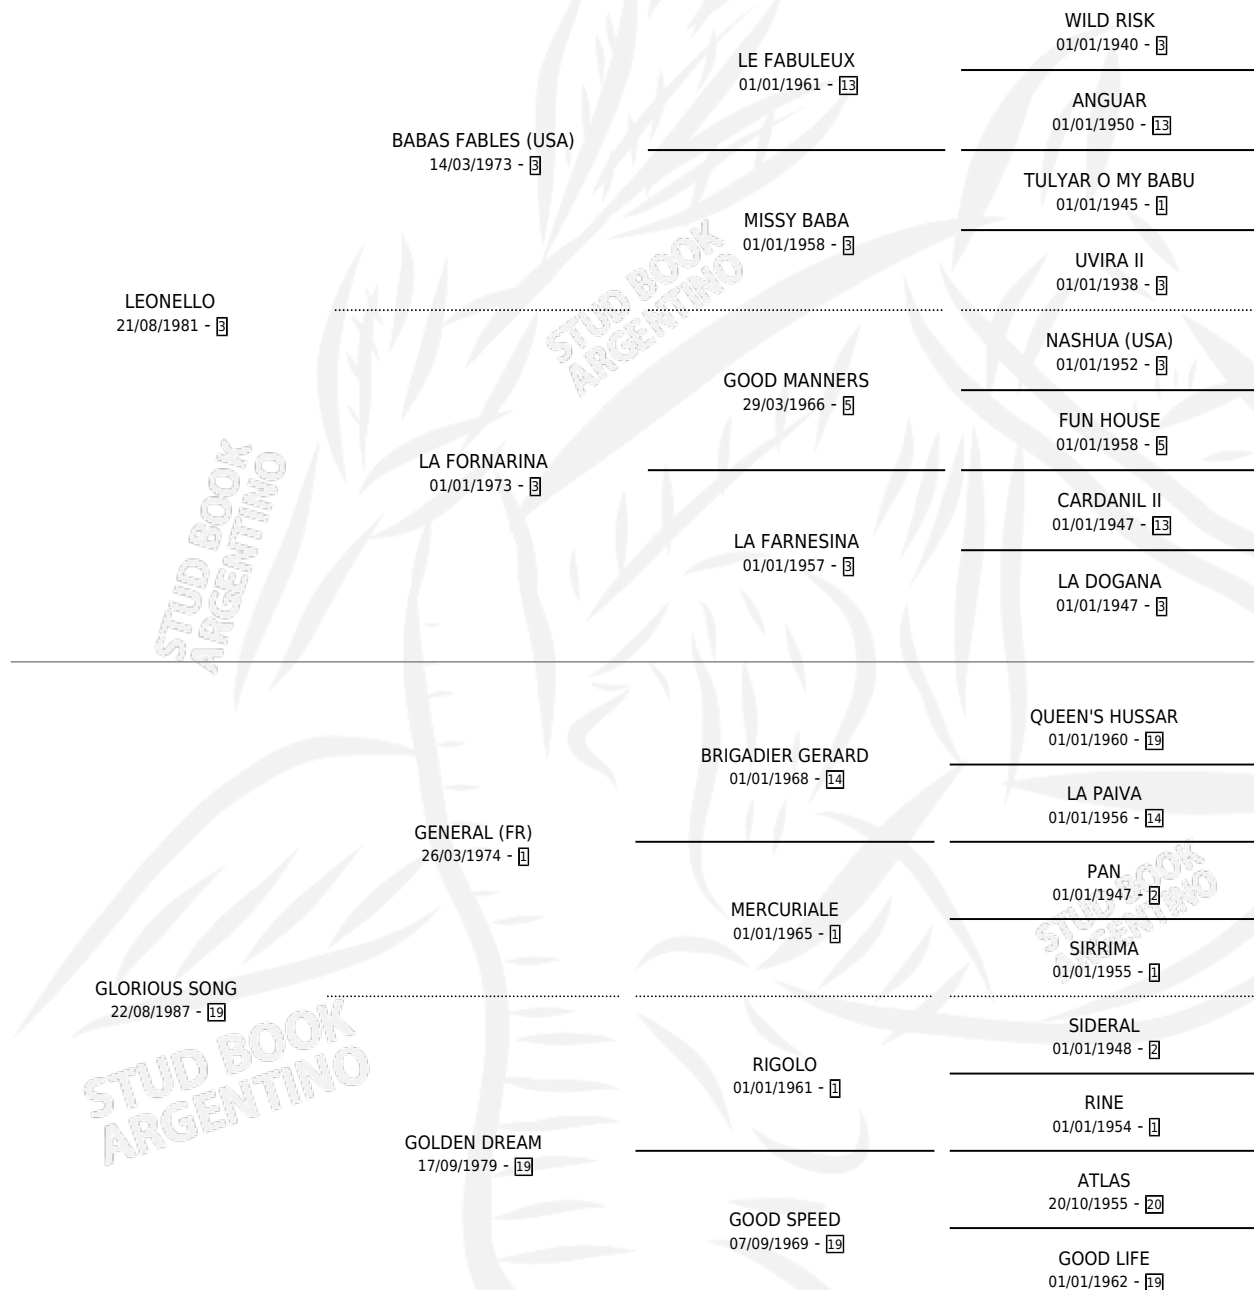 WILD RISK
01/01/1940 - 3
LE FABULEUX
01/01/1961 - 13
ANGUAR
01/01/1950 - 13
BABAS FABLES (USA)
14/03/1973 - 3
TULYAR O MY BABU
01/01/1945 - 1
MISSY BABA
01/01/1958 - 3
UVIRA II
01/01/1938 - 3
STUD BOOK
ARGENTINO
LEONELLO
21/08/1981 - 3
NASHUA (USA)
01/01/1952 - 3
GOOD MANNERS
29/03/1966 - 5
FUN HOUSE
01/01/1958 - 5
LA FORNARINA
01/01/1973 - 3
CARDANIL II
01/01/1947 - 13
LA FARNESINA
01/01/1957 - 3
LA DOGANA
01/01/1947 - 3
STUD BOOK
ARGENTINO
QUEEN'S HUSSAR
01/01/1960 - 19
BRIGADIER GERARD
01/01/1968 - 14
LA PAIVA
01/01/1956 - 14
GENERAL (FR)
26/03/1974 - 1
PAN
01/01/1947 - 2
MERCURIALE
01/01/1965 - 1
STUD BOOK
ARGENTINO
SIRRIMA
01/01/1955 - 1
GLORIOUS SONG
22/08/1987 - 19
SIDERAL
01/01/1948 - 2
RIGOLO
01/01/1961 - 1
STUD BOOK
ARGENTINO
RINE
01/01/1954 - 1
GOLDEN DREAM
17/09/1979 - 19
ATLAS
20/10/1955 - 20
GOOD SPEED
07/09/1969 - 19
GOOD LIFE
01/01/1962 - 19